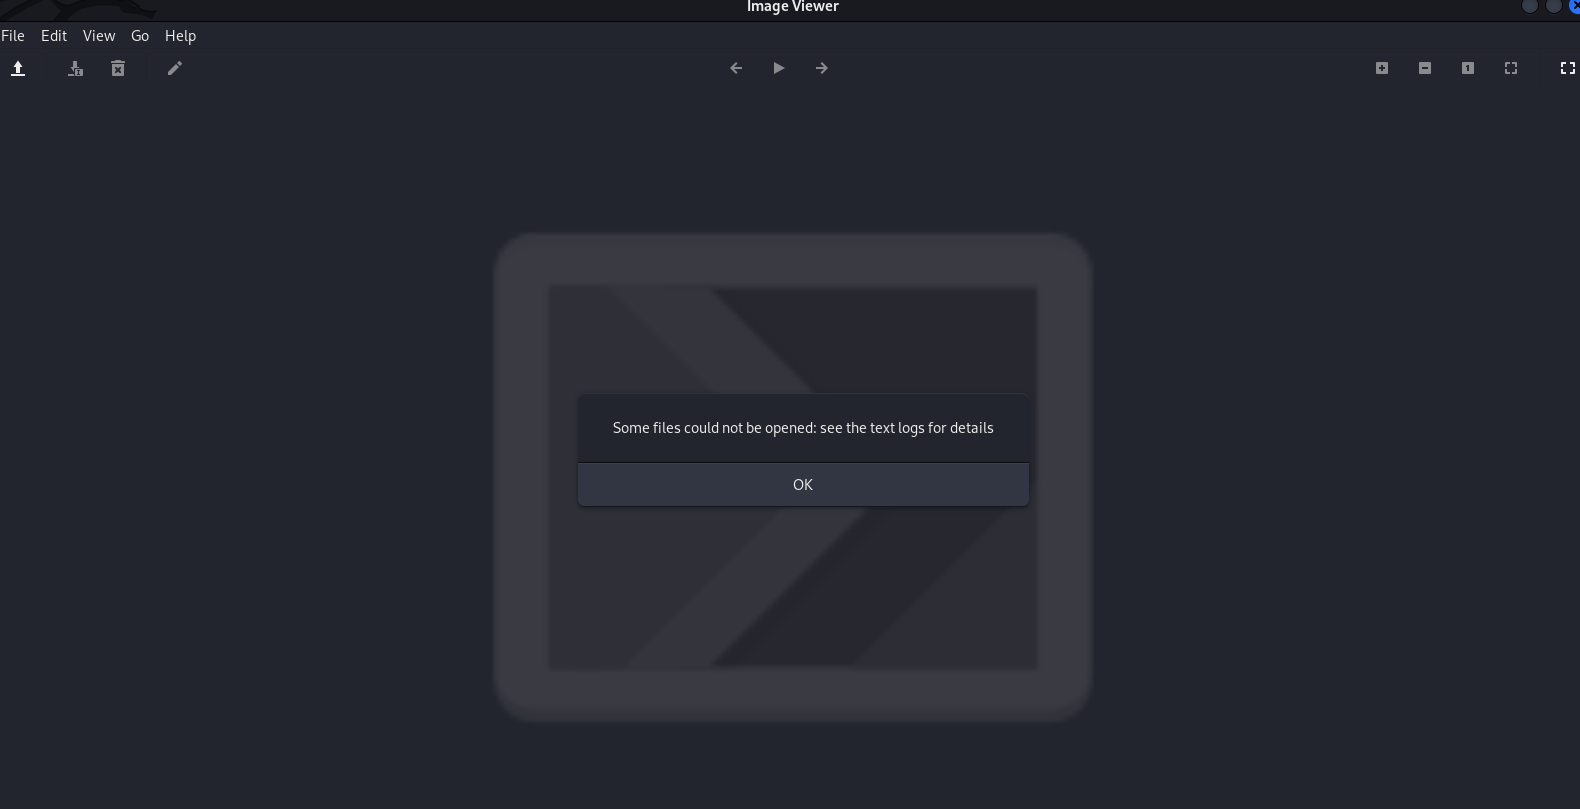 Image Viewer
File Edit View Go Help
1
Some files could not be opened: see the text logs for details
OK